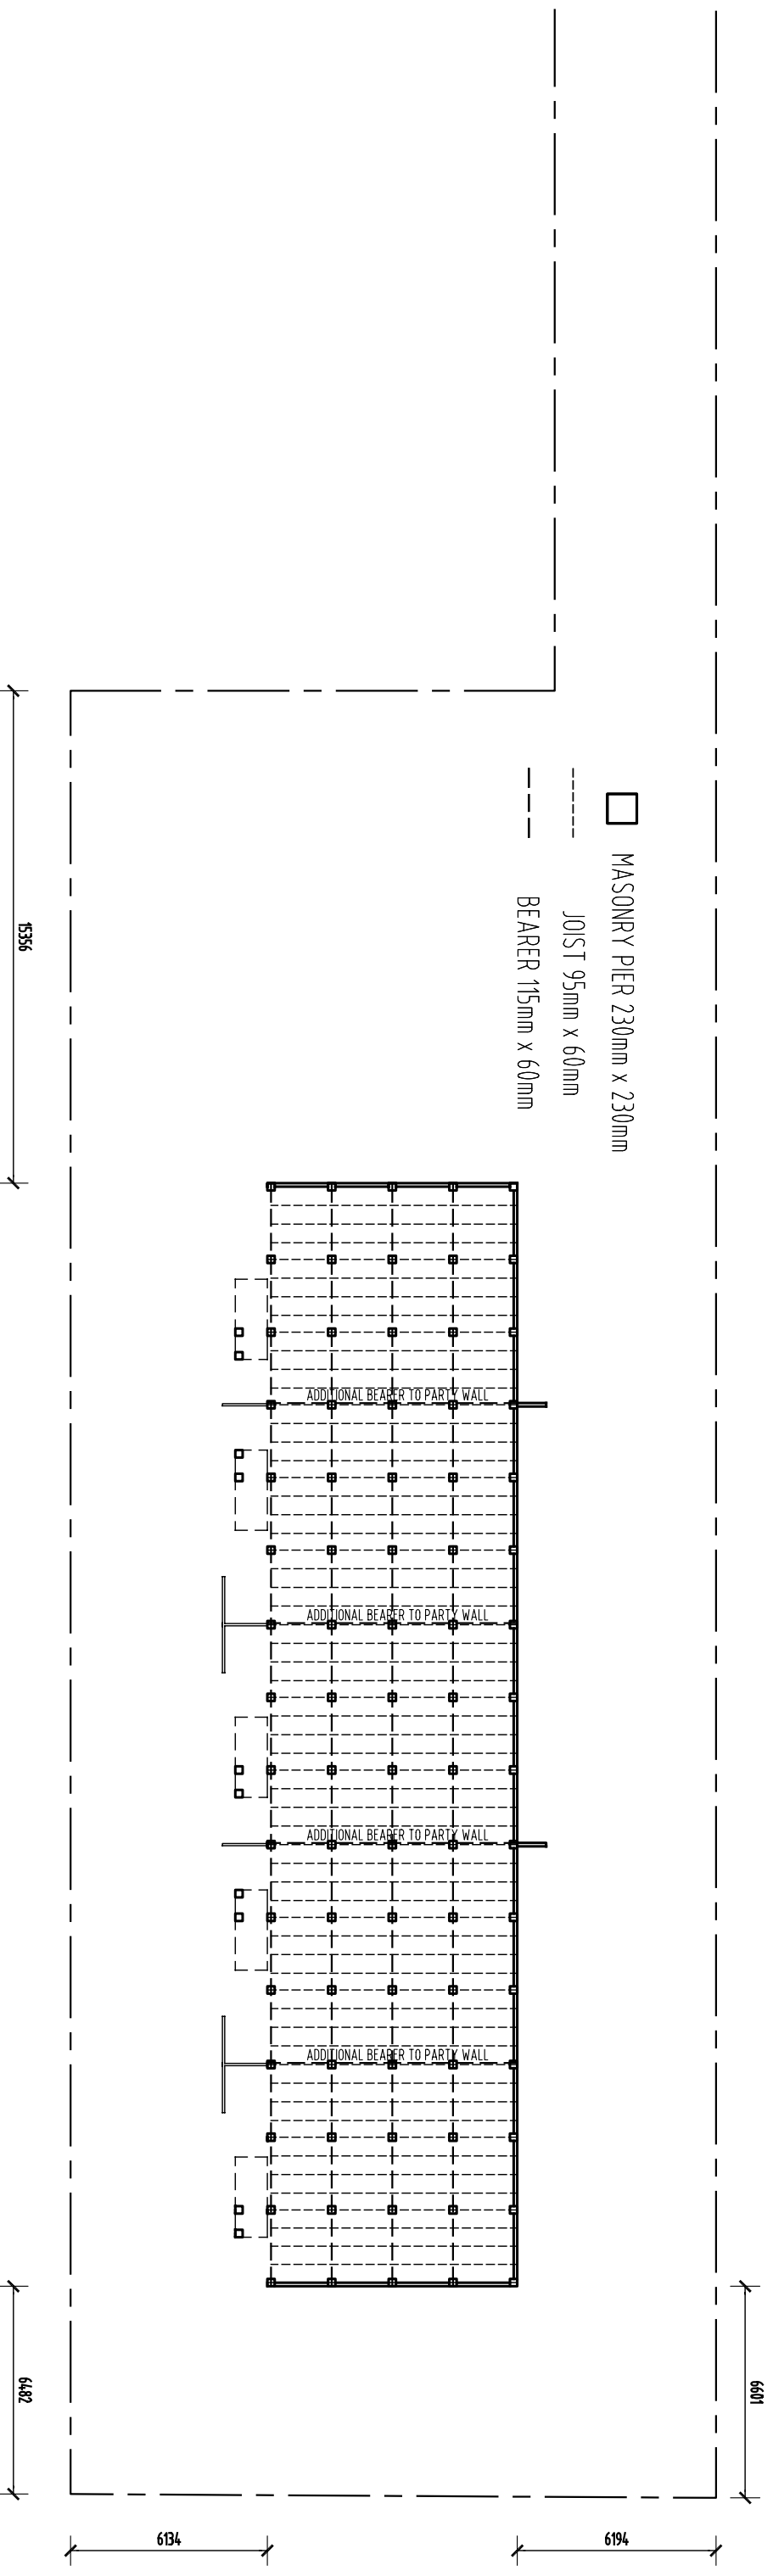 MASONRY PIER 230mm x 230mm
JOIST 95mm x 60mm
BEARER 115mm x 60mm
15356
ADDITIONAL BEARER TO PARTY WALL
ADDITIONAL BEARER TO PARTY WALL
ADDITIONAL BEARER TO PARTY WALL
ADDITIONAL BEARER TO PARTY WALL
6482
6601
6134
6194